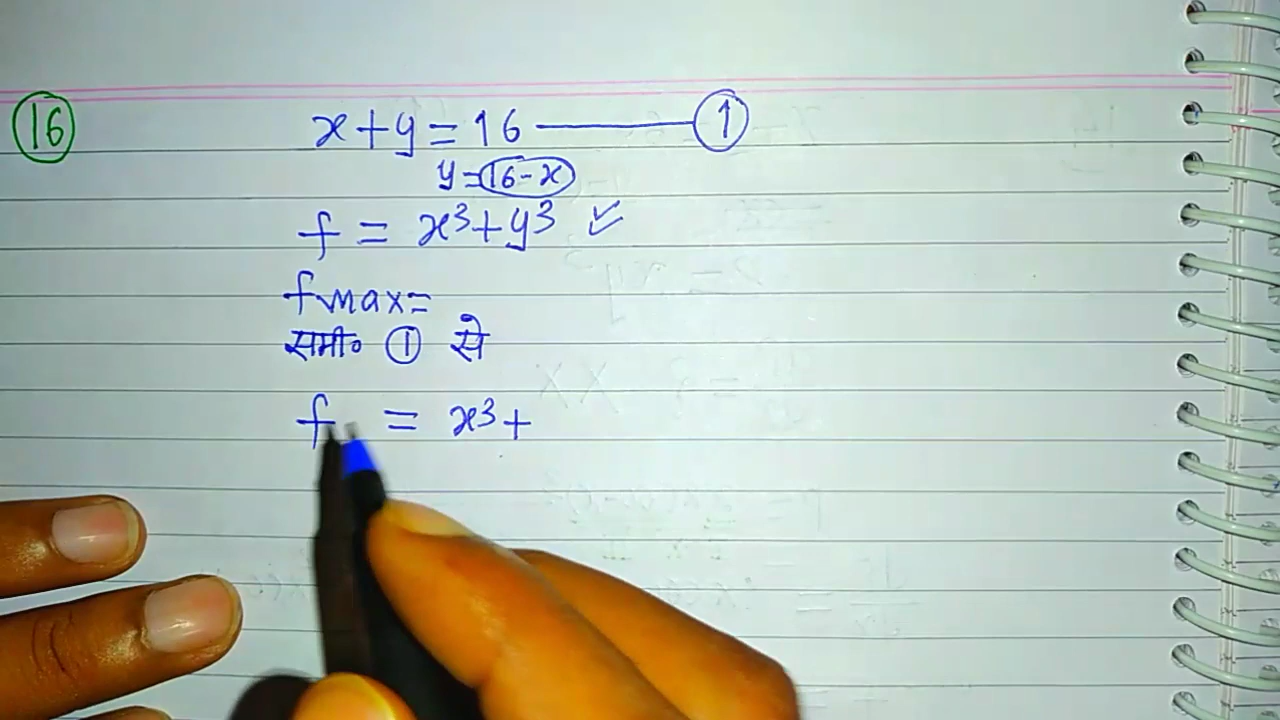 16 x + y = 16 ——— 1
y = 16 - x
f = x³ + y³
fmax =
समी० 1 से
f = x³ +